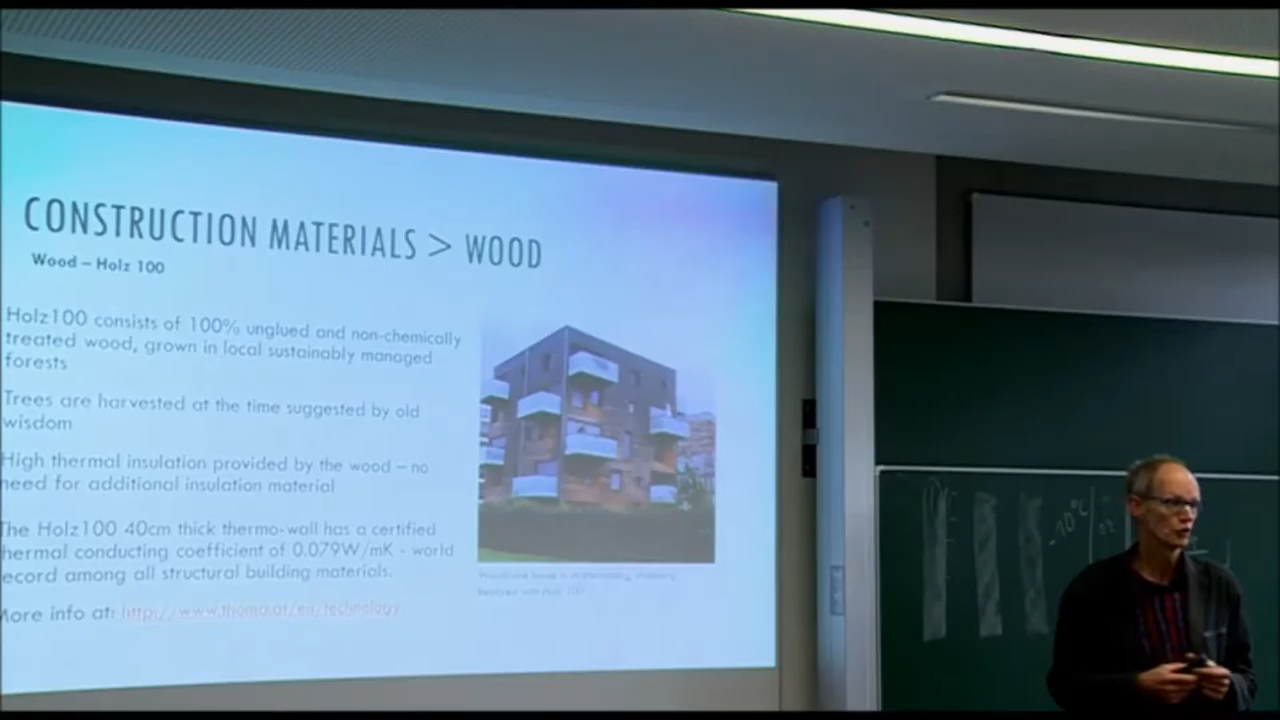 CONSTRUCTION MATERIALS > WOOD
Wood – Holz 100
Holz100 consists of 100% unglued and non-chemically
treated wood, grown in local sustainably managed
forests
Trees are harvested at the time suggested by old
wisdom
High thermal insulation provided by the wood – no
need for additional insulation material
The Holz100 40cm thick thermo-wall has a certified
thermal conducting coefficient of 0.079W/mK - world
record among all structural building materials.
More info at: http://www.thoma.at/en/technology
Realized with Holz 100
-10°C